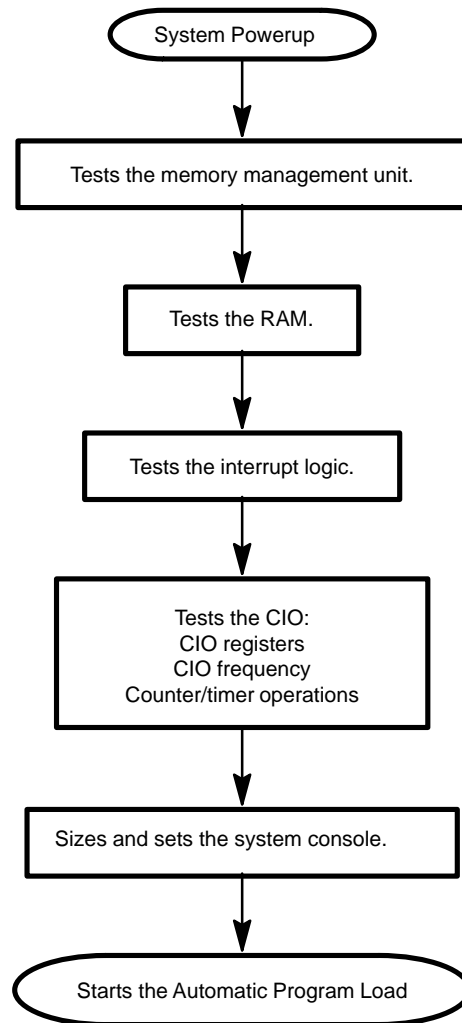 System Powerup
Tests the memory management unit.
Tests the RAM.
Tests the interrupt logic.
Tests the CIO:
CIO registers
CIO frequency
Counter/timer operations
Sizes and sets the system console.
Starts the Automatic Program Load